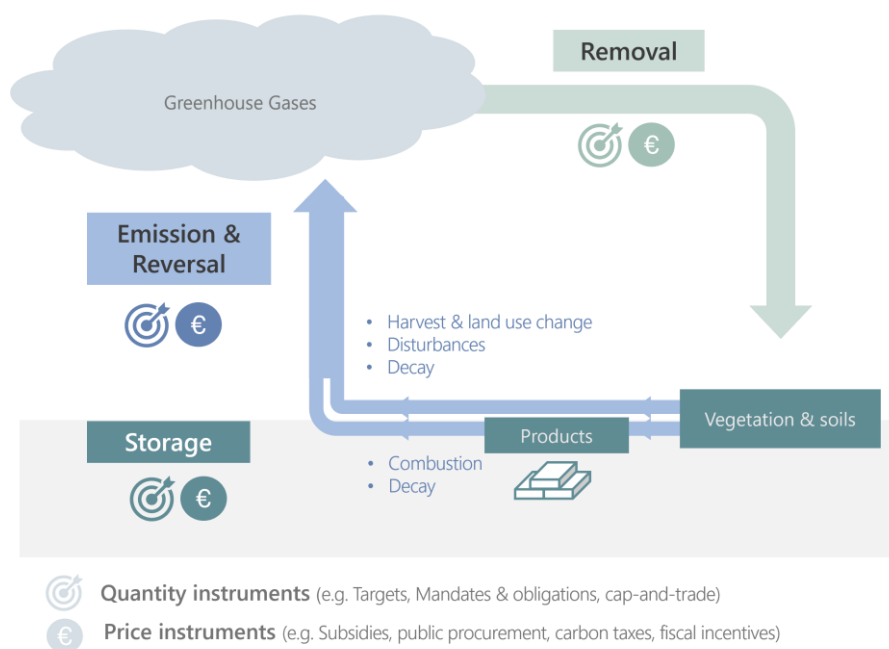 Removal
Greenhouse Gases
€
Emission &
Reversal
€
• Harvest & land use change
• Disturbances
• Decay
Vegetation & soils
Products
Storage
• Combustion
• Decay
€
Quantity instruments (e.g. Targets, Mandates & obligations, cap-and-trade)
€ Price instruments (e.g. Subsidies, public procurement, carbon taxes, fiscal incentives)